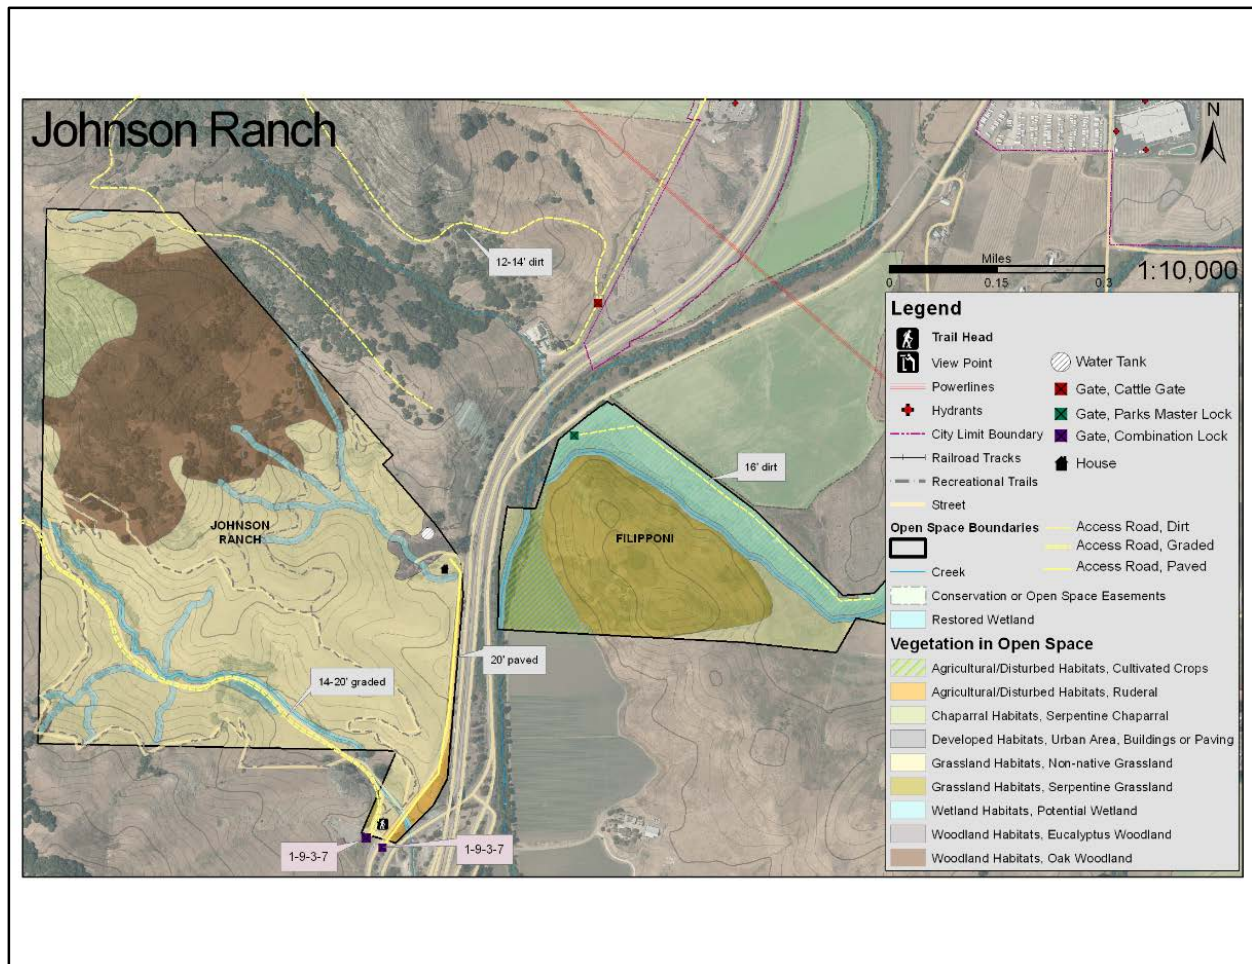 Johnson Ranch
N
Miles
0 0.15 0.3
1:10,000
12-14' dirt
16' dirt
JOHNSON
RANCH
FILIPPONI
20' paved
14-20' graded
1-9-3-7
1-9-3-7
Legend
Trail Head
View Point
Powerlines
Hydrants
City Limit Boundary
Railroad Tracks
Recreational Trails
Street
Water Tank
Gate, Cattle Gate
Gate, Parks Master Lock
Gate, Combination Lock
House
Open Space Boundaries
Creek
Conservation or Open Space Easements
Restored Wetland
Access Road, Dirt
Access Road, Graded
Access Road, Paved
Vegetation in Open Space
Agricultural/Disturbed Habitats, Cultivated Crops
Agricultural/Disturbed Habitats, Ruderal
Chaparral Habitats, Serpentine Chaparral
Developed Habitats, Urban Area, Buildings or Paving
Grassland Habitats, Non-native Grassland
Grassland Habitats, Serpentine Grassland
Wetland Habitats, Potential Wetland
Woodland Habitats, Eucalyptus Woodland
Woodland Habitats, Oak Woodland